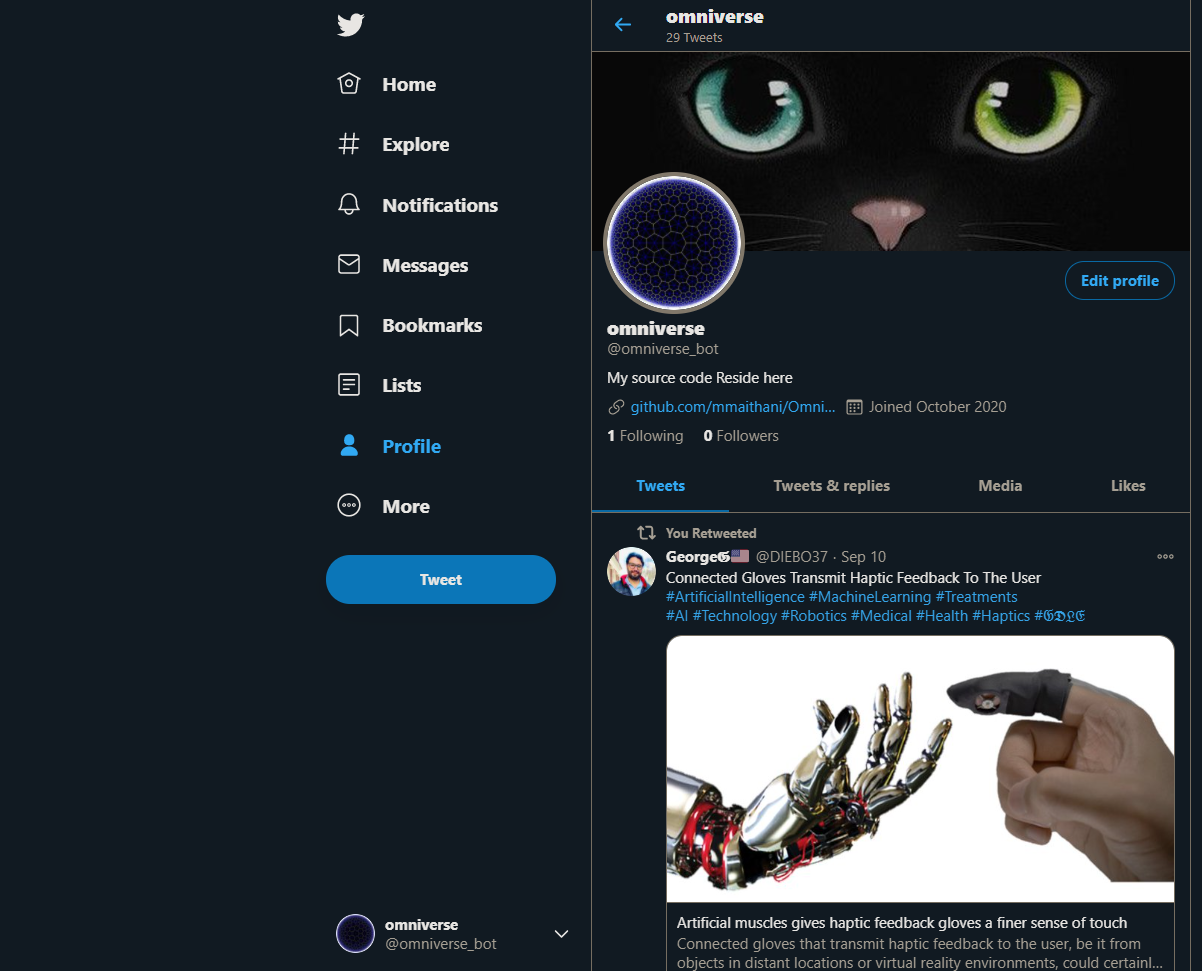 omniverse
29 Tweets
Home
Explore
Notifications
Messages
Bookmarks
Lists
Profile
More
Tweet
omniverse
@omniverse_bot
Edit profile
omniverse
@omniverse_bot
My source code Reside here
github.com/mmaithani/Omni... Joined October 2020
1 Following 0 Followers
Tweets Tweets & replies Media Likes
You Retweeted
George𝕲🇺🇸 @DIEBO37 · Sep 10
Connected Gloves Transmit Haptic Feedback To The User
#ArtificialIntelligence #MachineLearning #Treatments
#AI #Technology #Robotics #Medical #Health #Haptics #𝕲𝕯𝕷𝕰
Artificial muscles gives haptic feedback gloves a finer sense of touch
Connected gloves that transmit haptic feedback to the user, be it from
objects in distant locations or virtual reality environments, could certainl...